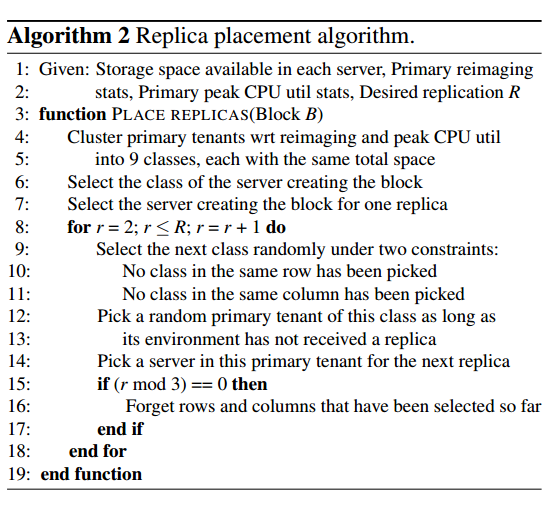 Algorithm 2 Replica placement algorithm.
1: Given: Storage space available in each server, Primary reimaging
2: stats, Primary peak CPU util stats, Desired replication R
3: function PLACE REPLICAS(Block B)
4: Cluster primary tenants wrt reimaging and peak CPU util
5: into 9 classes, each with the same total space
6: Select the class of the server creating the block
7: Select the server creating the block for one replica
8: for r = 2; r ≤ R; r = r + 1 do
9: Select the next class randomly under two constraints:
10: No class in the same row has been picked
11: No class in the same column has been picked
12: Pick a random primary tenant of this class as long as
13: its environment has not received a replica
14: Pick a server in this primary tenant for the next replica
15: if (r mod 3) == 0 then
16: Forget rows and columns that have been selected so far
17: end if
18: end for
19: end function